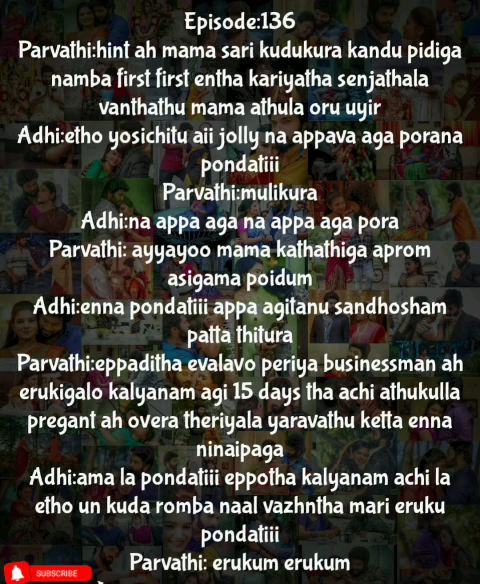 Episode:136
Parvathi:hint ah mama sari kudukura kandu pidiga
namba first first entha kariyatha senjathala
vanthathu mama athula oru uyir
Adhi:etho yosichitu aii jolly na appava aga porana
pondatiii
Parvathi:mulikura
Adhi:na appa aga na appa aga pora
Parvathi: ayyayoo mama kathathiga aprom
asigama poidum
Adhi:enna pondatiii appa agitanu sandhosham
patta thitura
Parvathi:eppaditha evalavo periya businessman ah
erukigalo kalyanam agi 15 days tha achi athukulla
pregant ah overa theriyala yaravathu ketta enna
ninaipaga
Adhi:ama la pondatiii eppotha kalyanam achi la
etho un kuda romba naal vazhntha mari eruku
pondatiii
Parvathi: erukum erukum
SUBSCRIBE